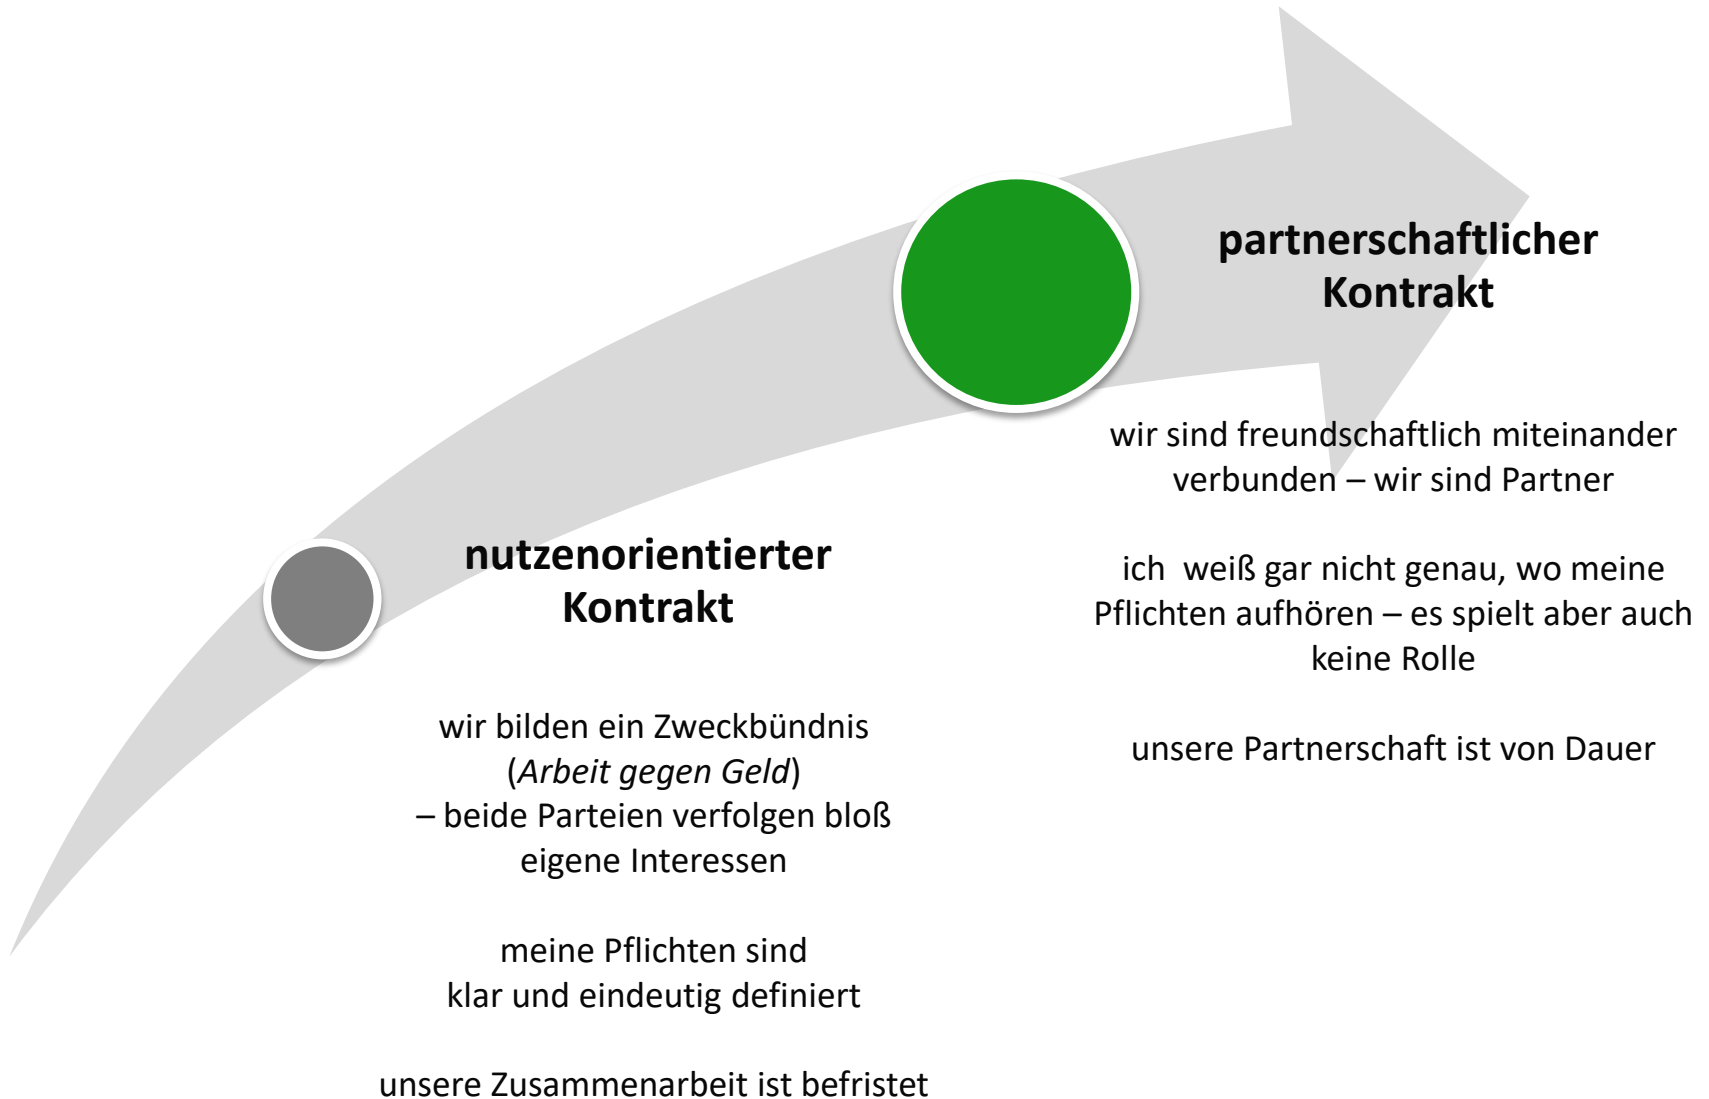 partnerschaftlicher
Kontrakt
wir sind freundschaftlich miteinander
verbunden – wir sind Partner
ich  weiß gar nicht genau, wo meine
Pflichten aufhören – es spielt aber auch
keine Rolle
unsere Partnerschaft ist von Dauer
nutzenorientierter
Kontrakt
wir bilden ein Zweckbündnis
(Arbeit gegen Geld)
– beide Parteien verfolgen bloß
eigene Interessen
meine Pflichten sind
klar und eindeutig definiert
unsere Zusammenarbeit ist befristet